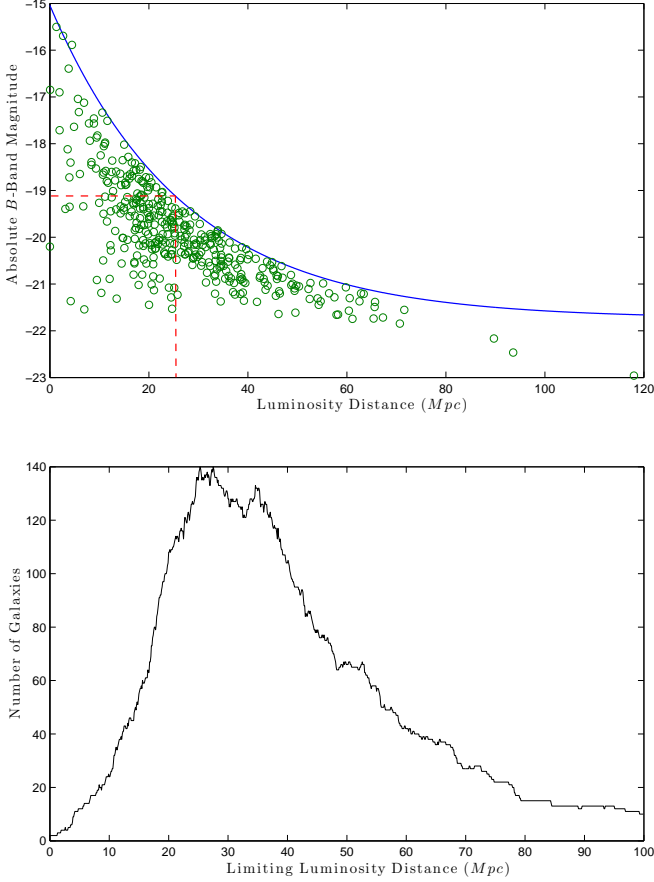 −15
−16
−17
−18
−19
−20
−21
−22
−23
Absolute B-Band Magnitude
0 20 40 60 80 100 120
Luminosity Distance (Mpc)
140
120
100
80
60
40
20
0
Number of Galaxies
0 10 20 30 40 50 60 70 80 90 100
Limiting Luminosity Distance (Mpc)